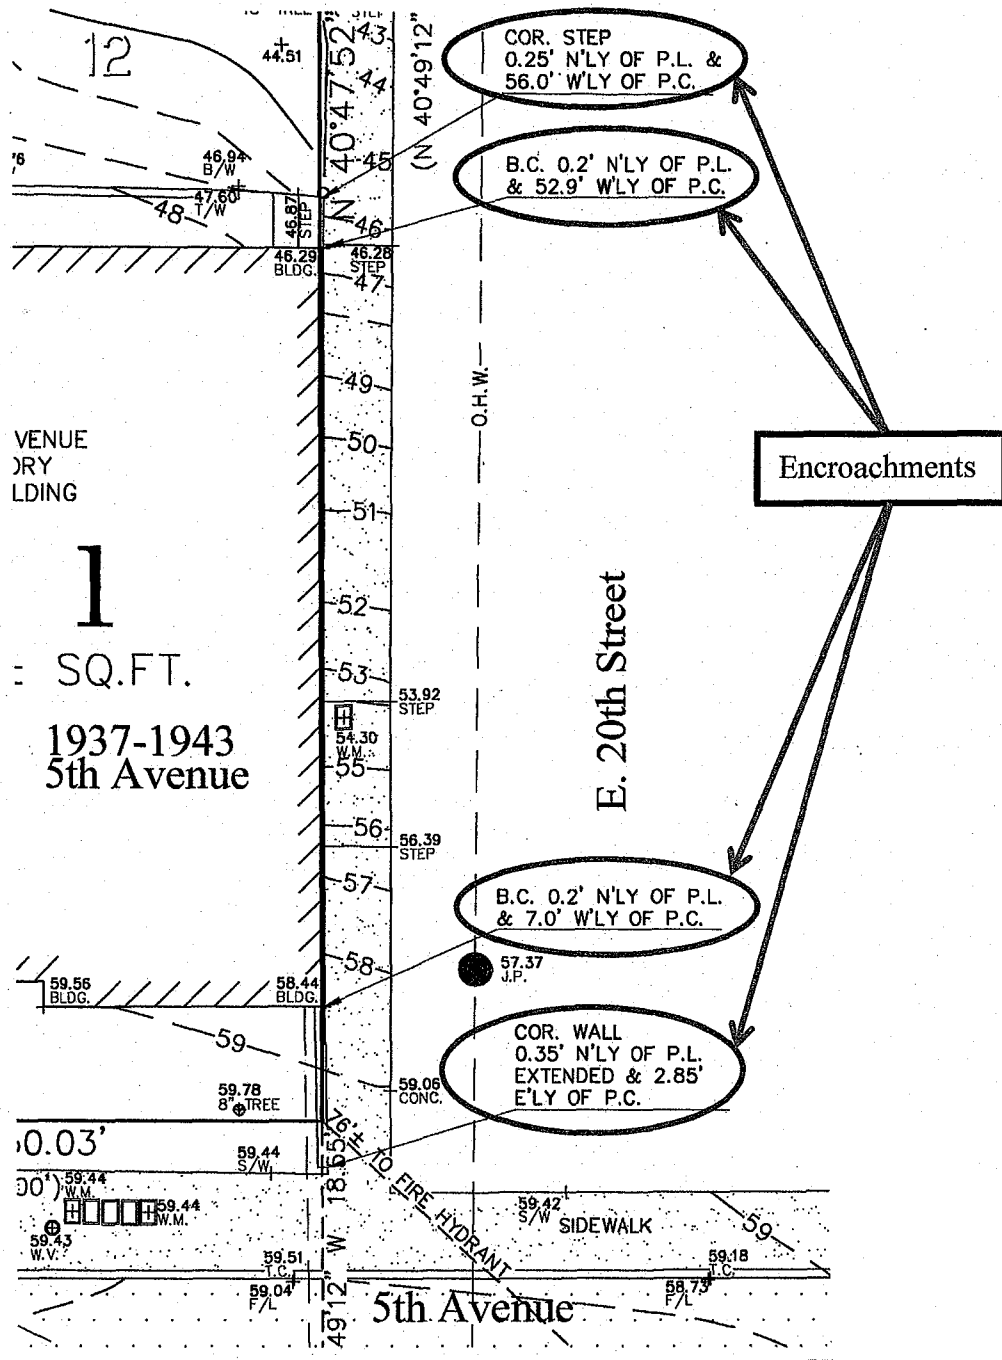 12
44.51
40°47'52"
STEP
43
(N 40°49'12"
44
45
N
46
COR. STEP
0.25' N'LY OF P.L. &
56.0' W'LY OF P.C.
B.C. 0.2' N'LY OF P.L.
& 52.9' W'LY OF P.C.
46.94
B/W
47.60
T/W
48
46.87
STEP
46.29
BLDG.
46.28
STEP
47
49
O.H.W.
50
VENUE
LDING
Encroachments
51
1
SQ.FT.
1937-1943
5th Avenue
52
53
53.92
STEP
54.30
W.M.
55
E. 20th Street
56
56.39
STEP
57
B.C. 0.2' N'LY OF P.L.
& 7.0' W'LY OF P.C.
58
57.37
J.P.
59.56
BLDG.
58.44
BLDG.
59
COR. WALL
0.35' N'LY OF P.L.
EXTENDED & 2.85'
E'LY OF P.C.
59.06
CONC.
59.78
8" TREE
0.03'
76'± TO FIRE HYDRANT
59.44
S/W
18.65'
W
00')
59.44
W.M.
59.44
W.M.
59.43
W.V.
59.42
S/W
SIDEWALK
59
59.51
T.C.
59.18
T.C.
59.04
F/L
58.73
F/L
49'12"
5th Avenue